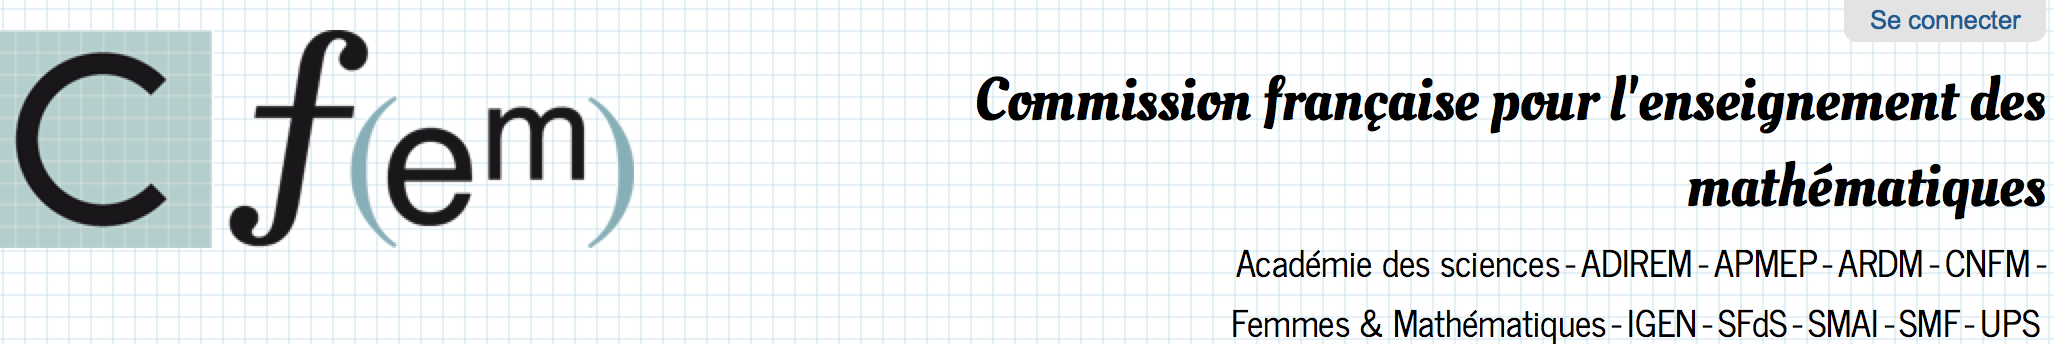 Se connecter
C f(em)
Commission française pour l'enseignement des
mathématiques
Académie des sciences - ADIREM - APMEP - ARDM - CNFM -
Femmes & Mathématiques - IGEN - SFdS - SMAI - SMF - UPS